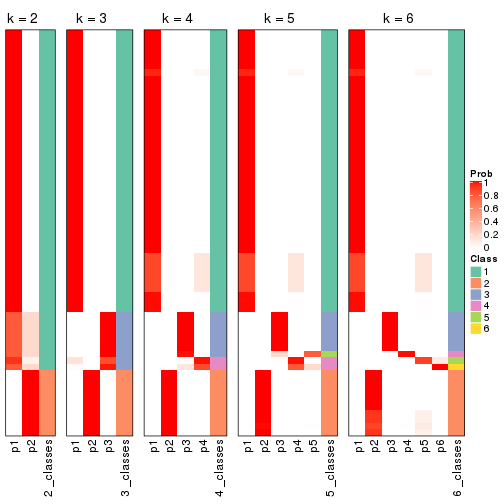 k = 2
k = 3
k = 4
k = 5
k = 6
p1
p2
2_classes
p1
p2
p3
3_classes
p1
p2
p3
p4
4_classes
p1
p2
p3
p4
p5
5_classes
p1
p2
p3
p4
p5
p6
6_classes
Prob
1
0.8
0.6
0.4
0.2
0
Class
1
2
3
4
5
6